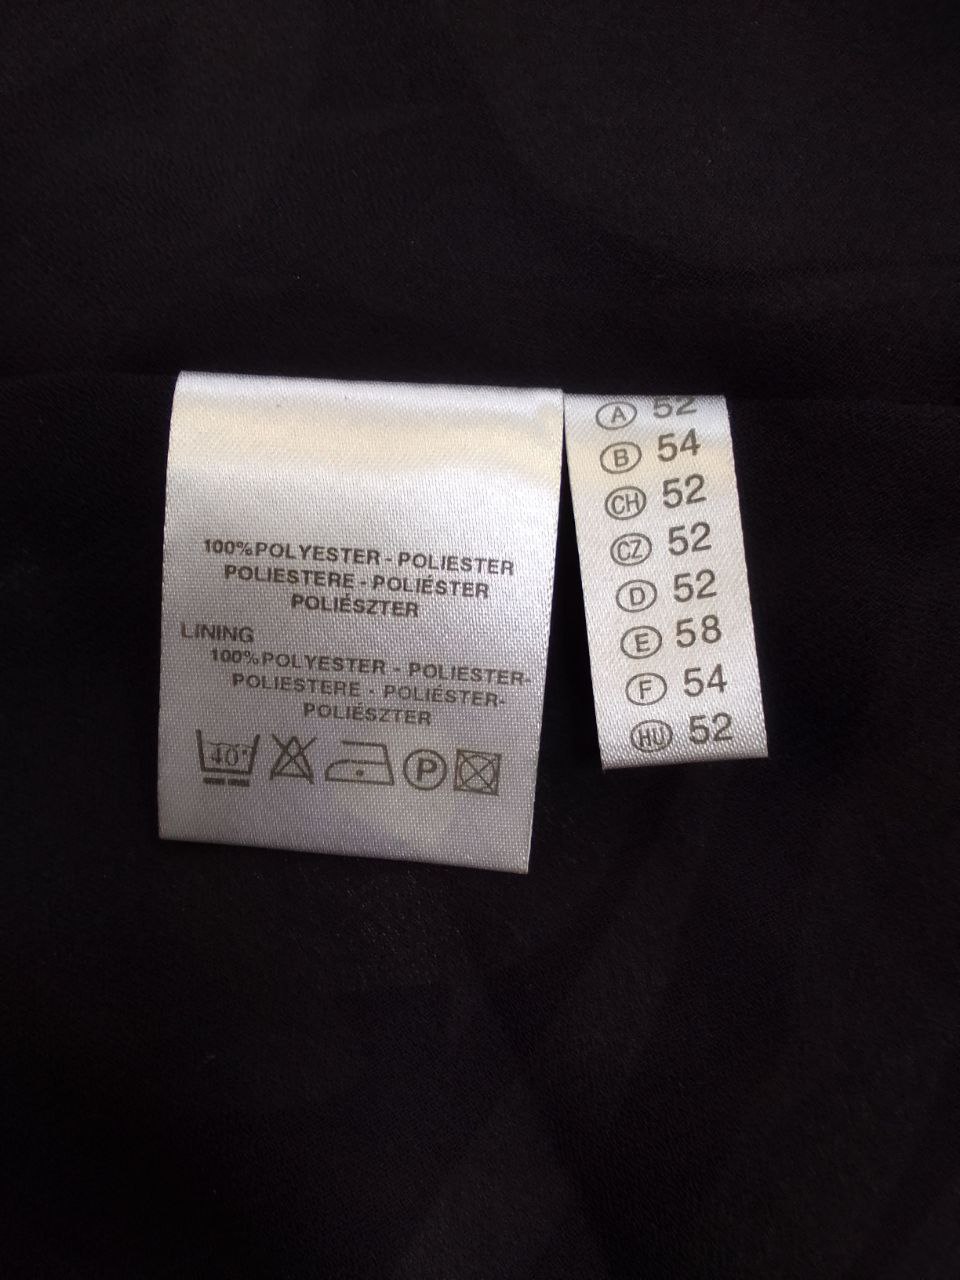 100%POLYESTER - POLIESTER
POLIESTERE - POLIÉSTER
POLIÉSZTER
LINING
100%POLYESTER - POLIESTER-
POLIESTERE - POLIÉSTER-
POLIÉSZTER
40°
P
A 52
B 54
CH 52
CZ 52
D 52
E 58
F 54
HU 52